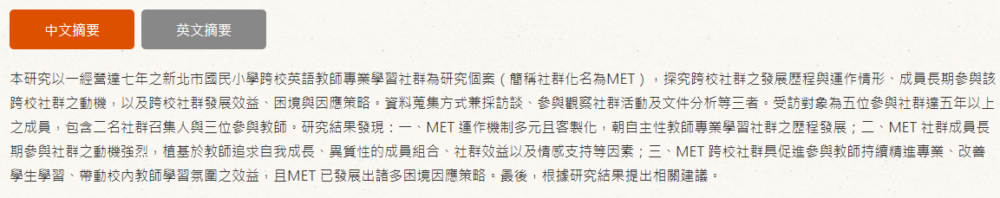 中文摘要 英文摘要
本研究以一經營達七年之新北市國民小學跨校英語教師專業學習社群為研究個案（簡稱社群化名為MET），探究跨校社群之發展歷程與運作情形、成員長期參與該
跨校社群之動機，以及跨校社群發展效益、困境與因應策略。資料蒐集方式兼採訪談、參與觀察社群活動及文件分析等三者。受訪對象為五位參與社群達五年以上
之成員，包含二名社群召集人與三位參與教師。研究結果發現：一、MET 運作機制多元且客製化，朝自主性教師專業學習社群之歷程發展；二、MET 社群成員長
期參與社群之動機強烈，植基於教師追求自我成長、異質性的成員組合、社群效益以及情感支持等因素；三、MET 跨校社群具促進參與教師持續精進專業、改善
學生學習、帶動校內教師學習氛圍之效益，且MET 已發展出諸多困境因應策略。最後，根據研究結果提出相關建議。